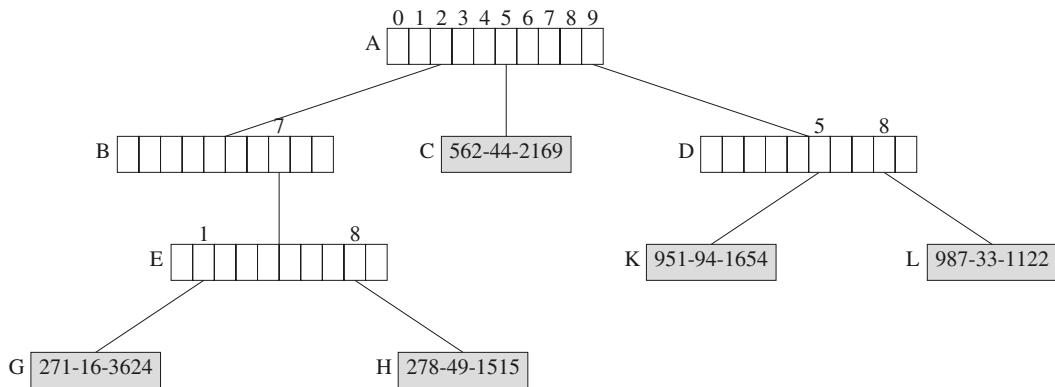 0 1 2 3 4 5 6 7 8 9
A
7 5 8
B C 562-44-2169 D
1 8
E K 951-94-1654 L 987-33-1122
G 271-16-3624 H 278-49-1515